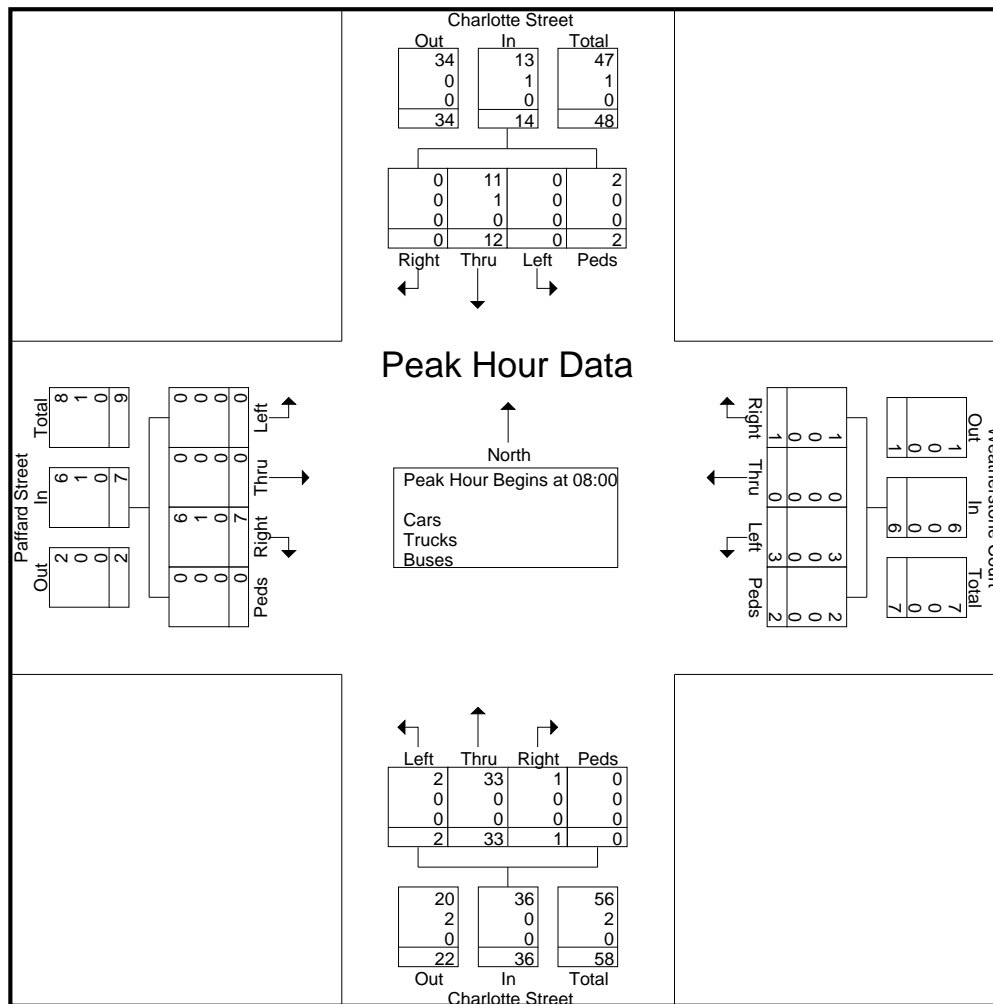 Charlotte Street
Out In Total
34 13 47
0 1 1
0 0 0
34 14 48
0 11 0 2
0 1 0 0
0 0 0 0
0 12 0 2
Right Thru Left Peds
Peak Hour Data
North
Peak Hour Begins at 08:00
Cars
Trucks
Buses
Paffard Street
Total In Out
8 6 2
1 1 0
0 0 0
9 7 2
0 0 6 0
0 0 1 0
0 0 0 0
0 0 7 0
Left Thru Right Peds
Right Thru Left Peds
1 0 3 2
0 0 0 0
0 0 0 0
1 0 3 2
Out In Total
1 6 7
0 0 0
0 0 0
1 6 7
Left Thru Right Peds
2 33 1 0
0 0 0 0
0 0 0 0
2 33 1 0
20 36 56
2 0 2
0 0 0
22 36 58
Out In Total
Charlotte Street